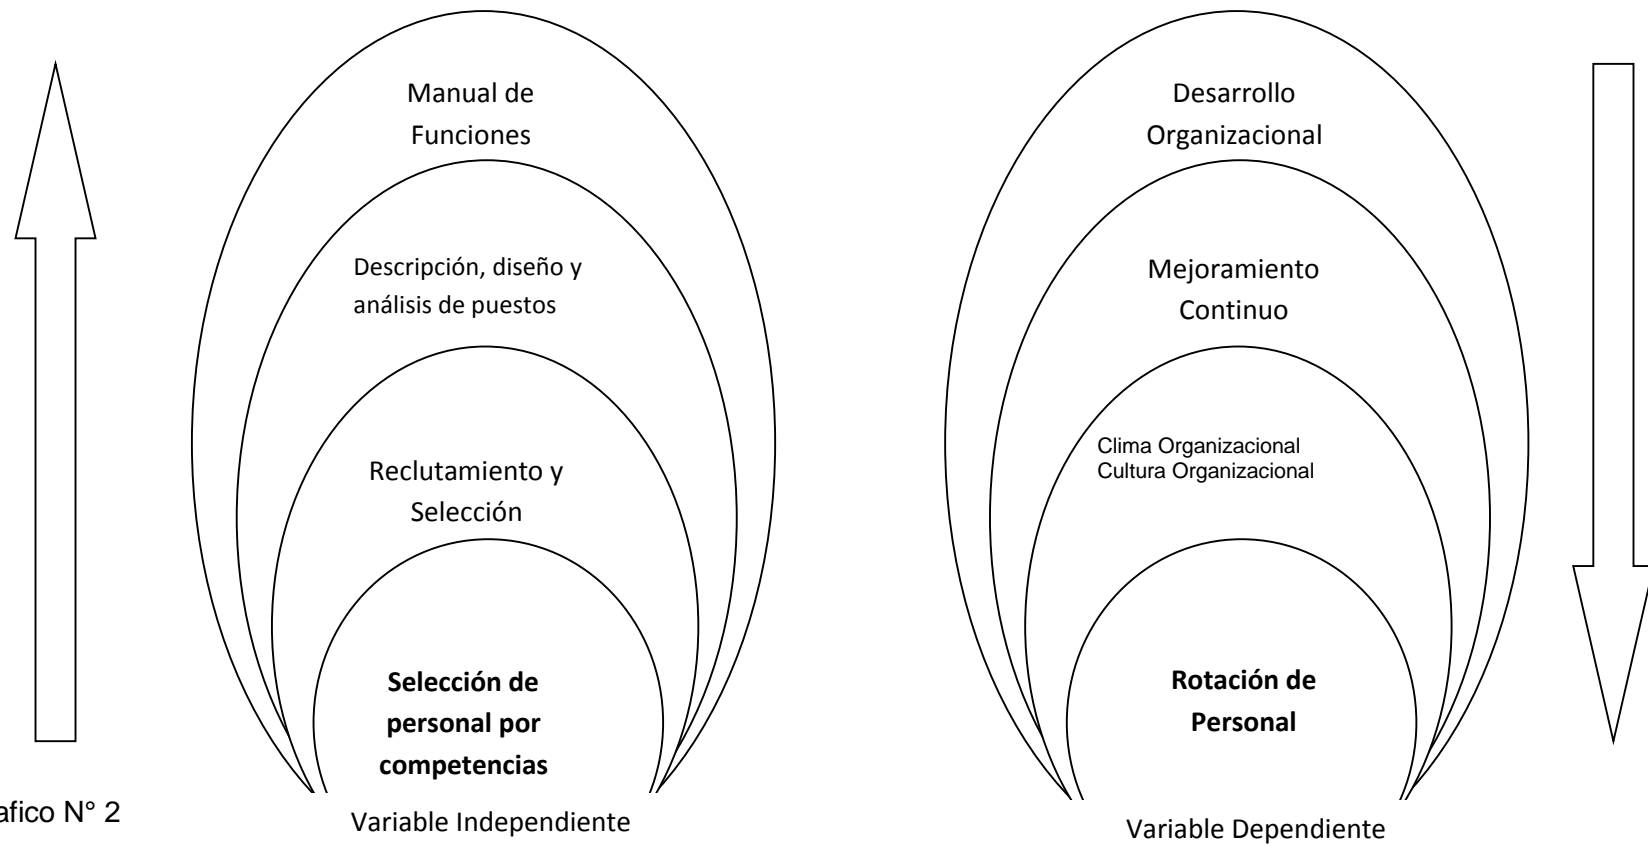 Manual de
Funciones
Descripción, diseño y
análisis de puestos
Reclutamiento y
Selección
Selección de
personal por
competencias
Variable Independiente
afico N° 2
Desarrollo
Organizacional
Mejoramiento
Continuo
Clima Organizacional
Cultura Organizacional
Rotación de
Personal
Variable Dependiente